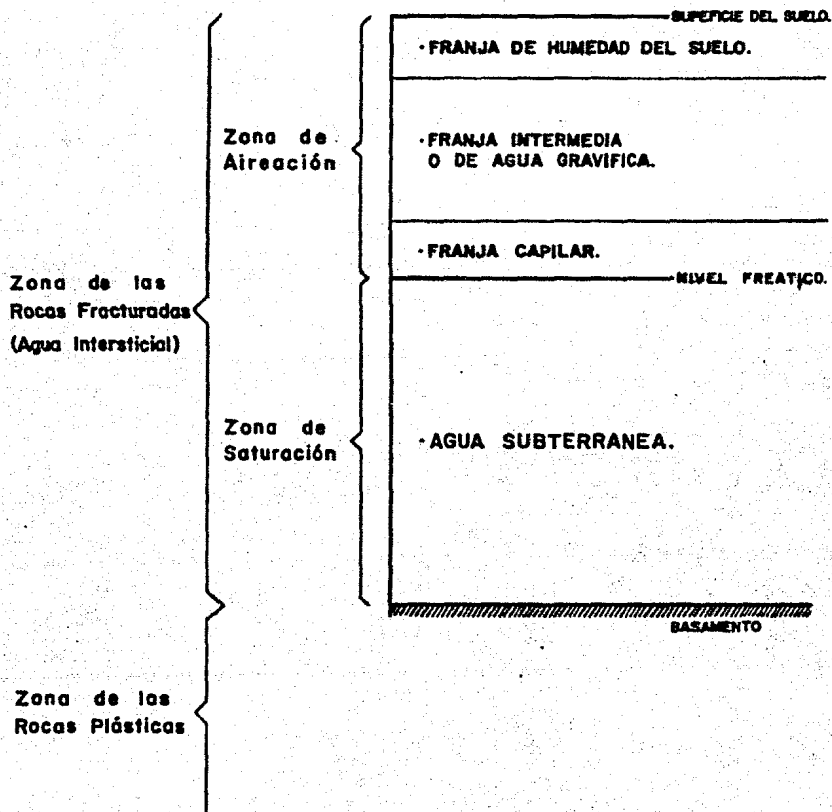 SUPEFICIE DEL SUELO.
·FRANJA DE HUMEDAD DEL SUELO.
Zona de
Aireación
·FRANJA INTERMEDIA
O DE AGUA GRAVIFICA.
·FRANJA CAPILAR.
NIVEL FREATICO.
Zona de las
Rocas Fracturadas
(Agua Intersticial)
Zona de
Saturación
·AGUA SUBTERRANEA.
BASAMENTO
Zona de las
Rocas Plásticas